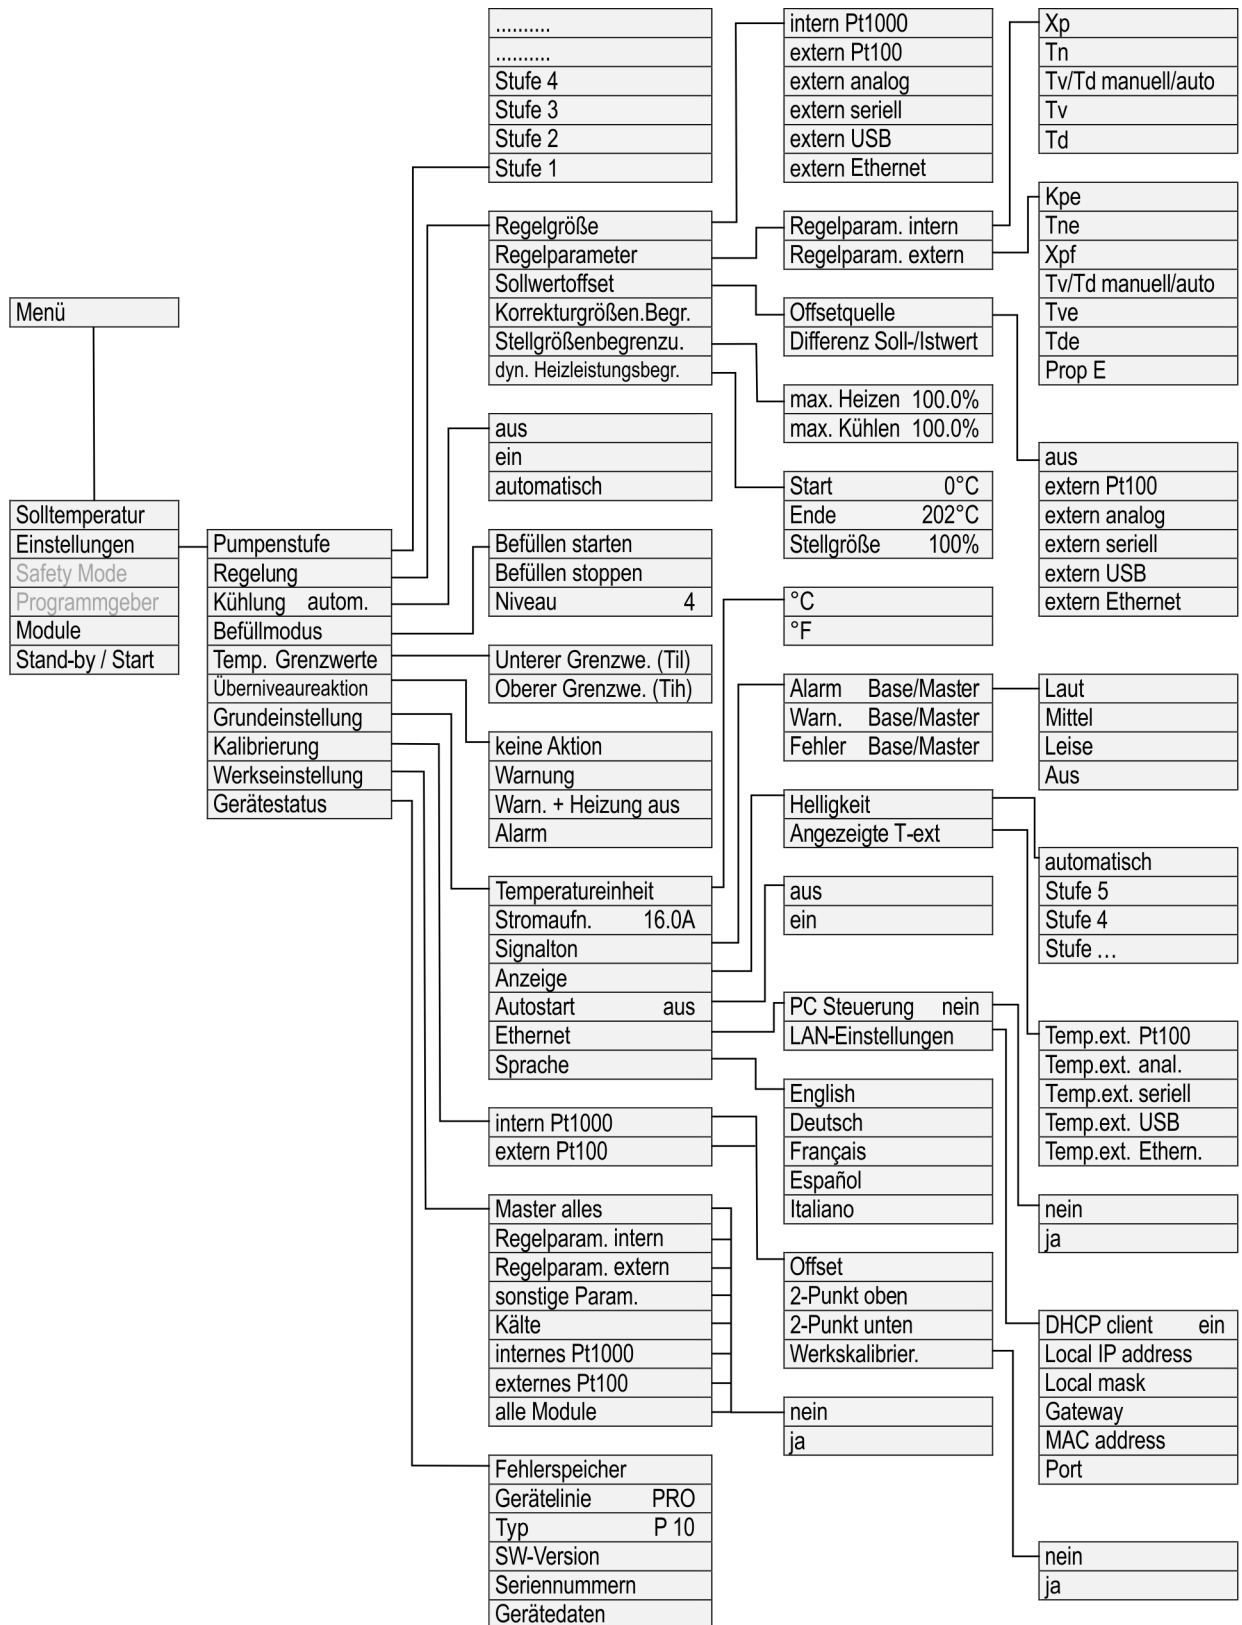 Menü
Solltemperatur
Einstellungen
Safety Mode
Programmgeber
Module
Stand-by / Start
Pumpenstufe
Regelung
Kühlung autom.
Befüllmodus
Temp. Grenzwerte
Überniveaureaktion
Grundeinstellung
Kalibrierung
Werkseinstellung
Gerätestatus
..........
..........
Stufe 4
Stufe 3
Stufe 2
Stufe 1
Regelgröße
Regelparameter
Sollwertoffset
Korrekturgrößen.Begr.
Stellgrößenbegrenzu.
dyn. Heizleistungsbegr.
aus
ein
automatisch
Befüllen starten
Befüllen stoppen
Niveau 4
Unterer Grenzwe. (Til)
Oberer Grenzwe. (Tih)
keine Aktion
Warnung
Warn. + Heizung aus
Alarm
Temperatureinheit
Stromaufn. 16.0A
Signalton
Anzeige
Autostart aus
Ethernet
Sprache
intern Pt1000
extern Pt100
Master alles
Regelparam. intern
Regelparam. extern
sonstige Param.
Kälte
internes Pt1000
externes Pt100
alle Module
Fehlerspeicher
Gerätelinie PRO
Typ P 10
SW-Version
Seriennummern
Gerätedaten
intern Pt1000
extern Pt100
extern analog
extern seriell
extern USB
extern Ethernet
Regelparam. intern
Regelparam. extern
Offsetquelle
Differenz Soll-/Istwert
max. Heizen 100.0%
max. Kühlen 100.0%
Start 0°C
Ende 202°C
Stellgröße 100%
°C
°F
Alarm Base/Master
Warn. Base/Master
Fehler Base/Master
Helligkeit
Angezeigte T-ext
aus
ein
PC Steuerung nein
LAN-Einstellungen
English
Deutsch
Français
Español
Italiano
Offset
2-Punkt oben
2-Punkt unten
Werkskalibrier.
nein
ja
Xp
Tn
Tv/Td manuell/auto
Tv
Td
Kpe
Tne
Xpf
Tv/Td manuell/auto
Tve
Tde
Prop E
aus
extern Pt100
extern analog
extern seriell
extern USB
extern Ethernet
Laut
Mittel
Leise
Aus
automatisch
Stufe 5
Stufe 4
Stufe ...
Temp.ext. Pt100
Temp.ext. anal.
Temp.ext. seriell
Temp.ext. USB
Temp.ext. Ethern.
nein
ja
DHCP client ein
Local IP address
Local mask
Gateway
MAC address
Port
nein
ja